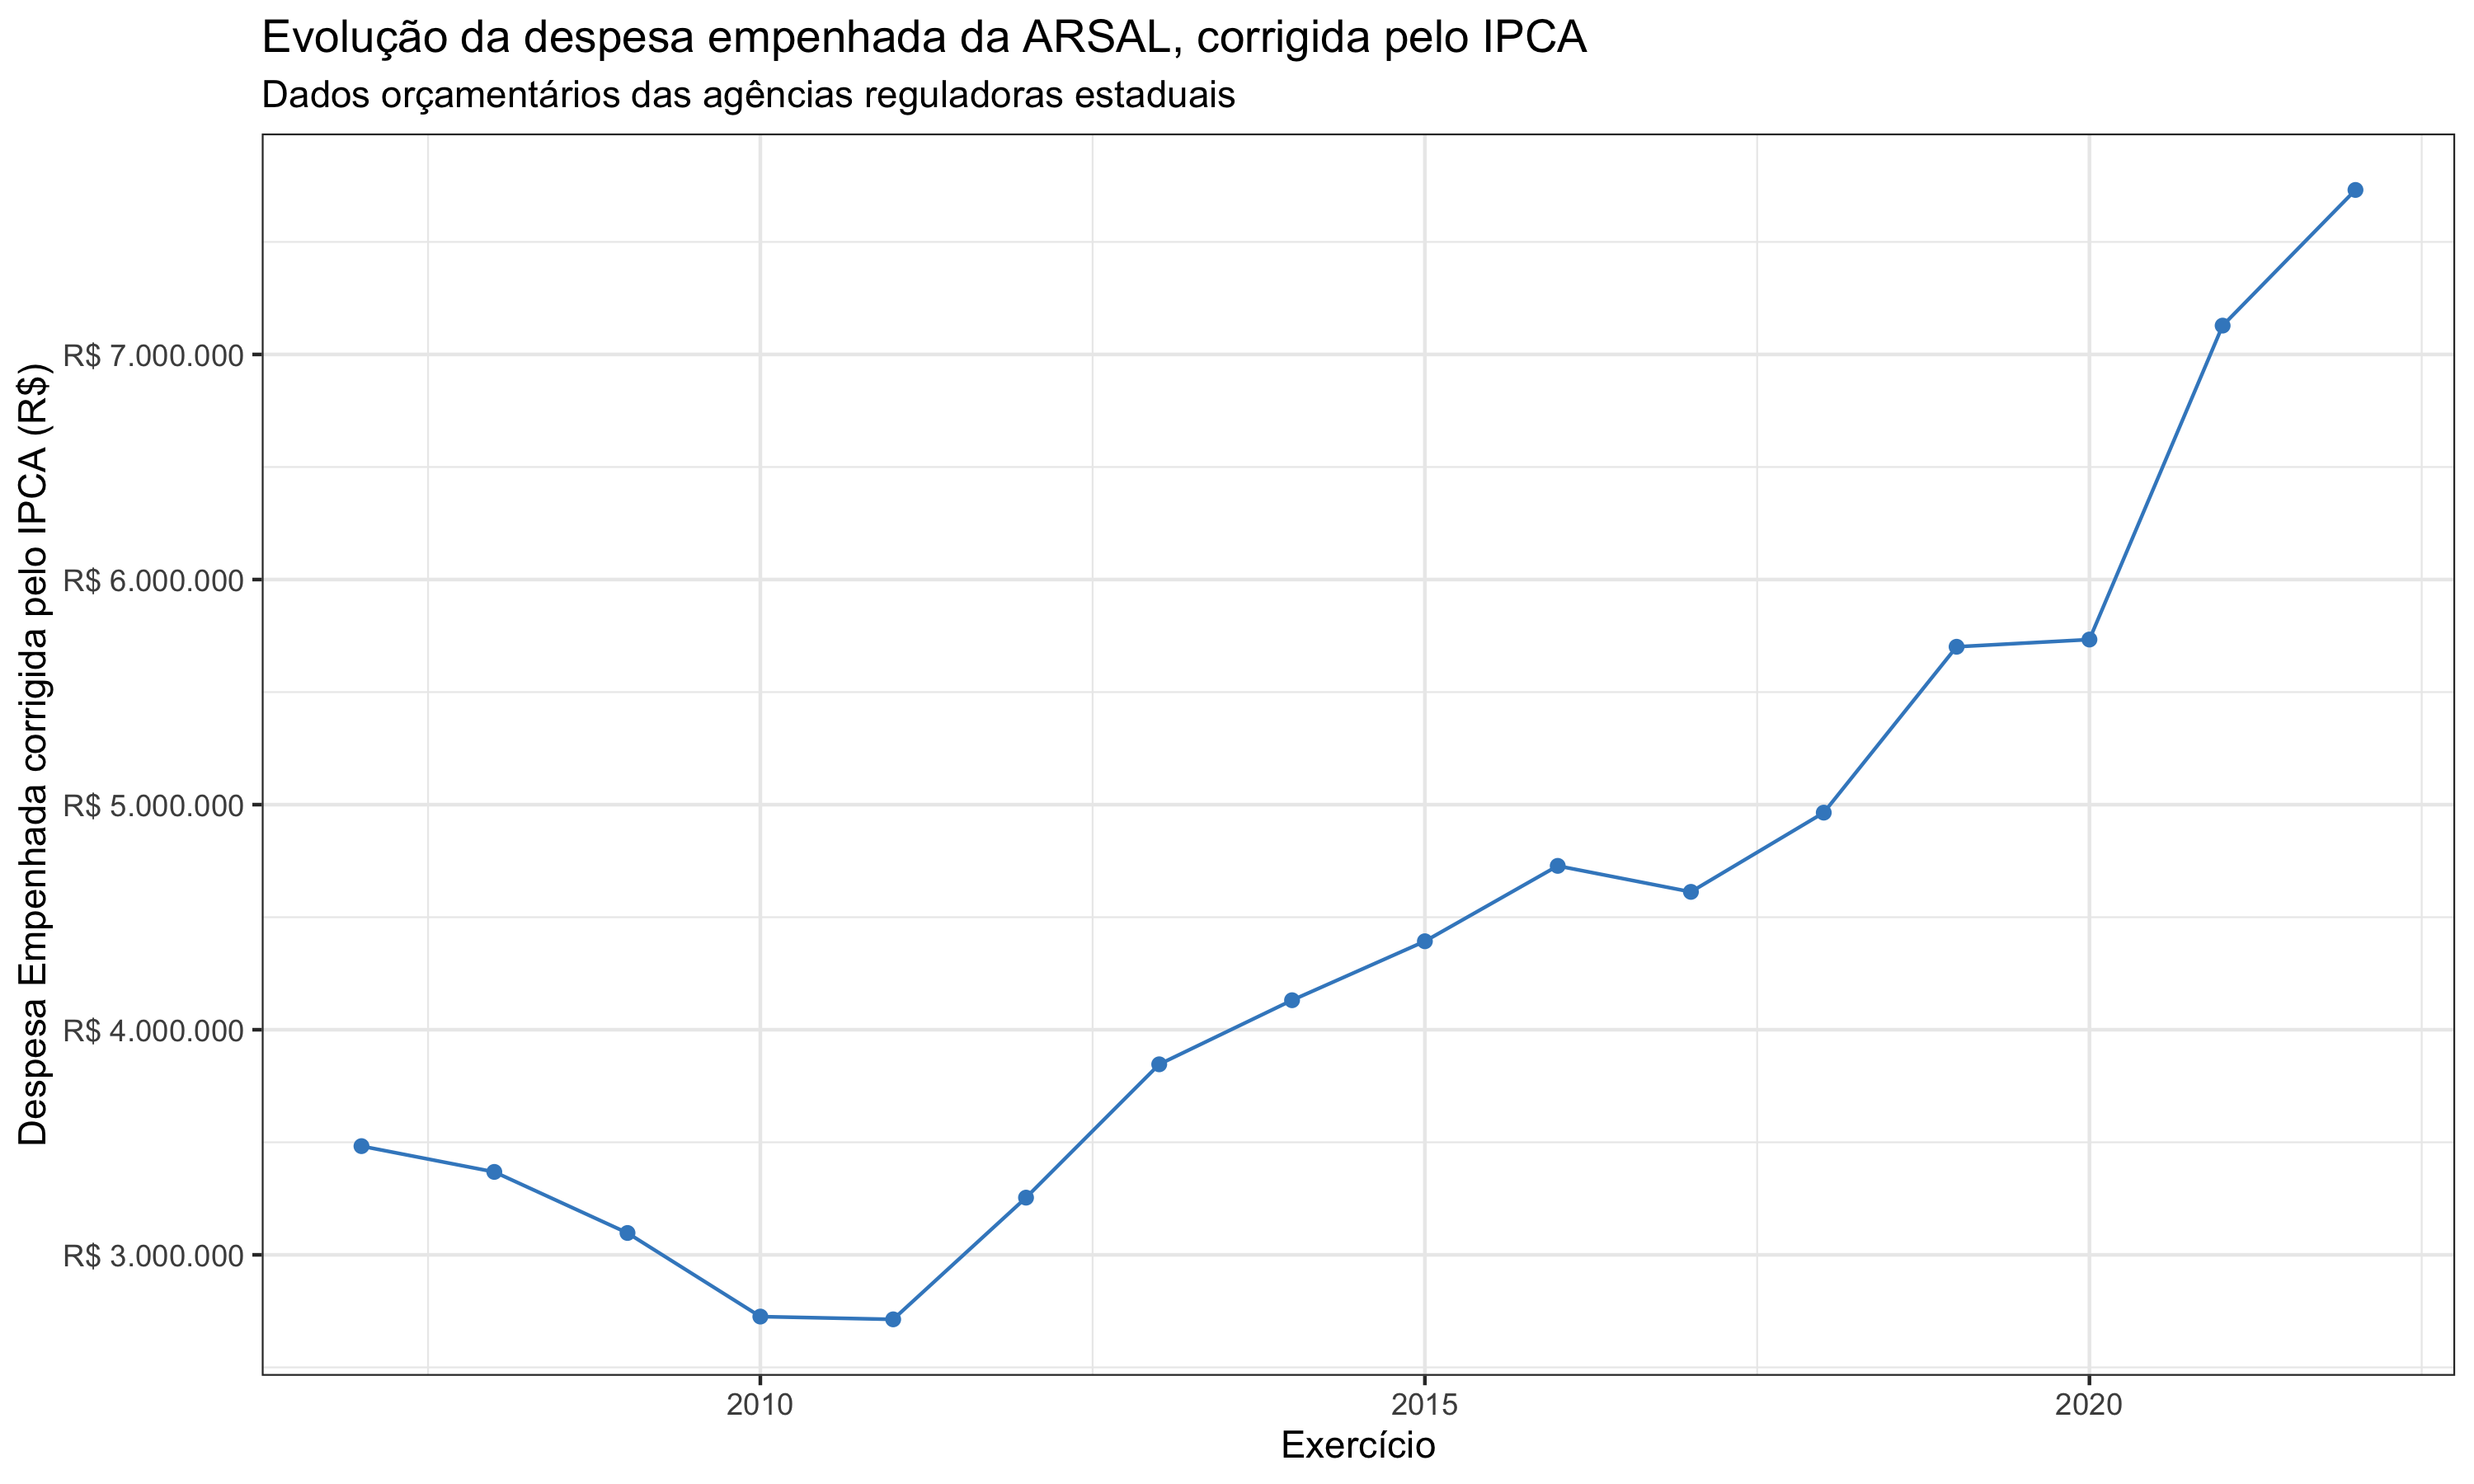 Evolução da despesa empenhada da ARSAL, corrigida pelo IPCA
Dados orçamentários das agências reguladoras estaduais
Despesa Empenhada corrigida pelo IPCA (R$)
R$ 7.000.000
R$ 6.000.000
R$ 5.000.000
R$ 4.000.000
R$ 3.000.000
2010
2015
2020
Exercício